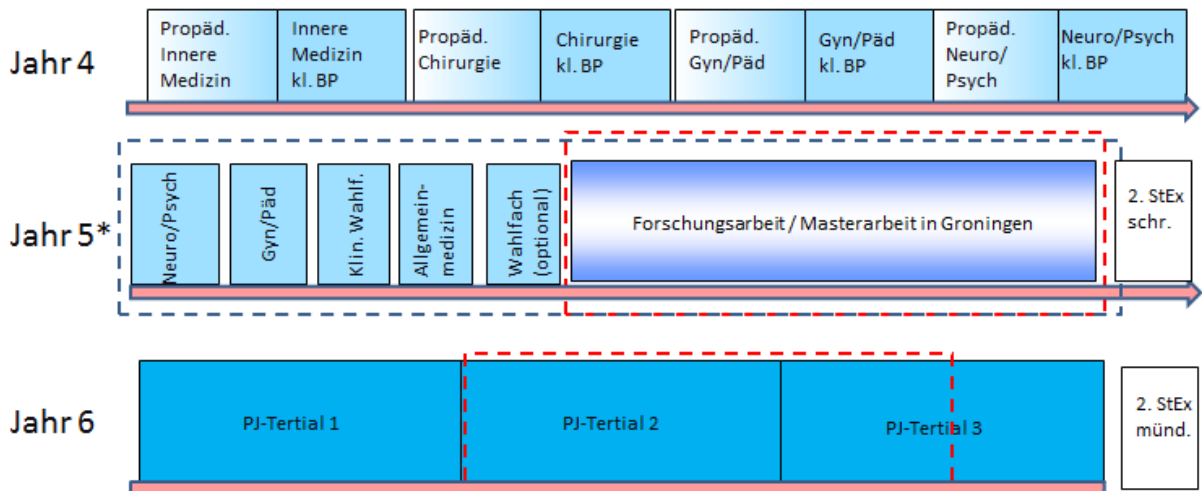 Jahr 4
Propäd.
Innere
Medizin
Innere
Medizin
kl. BP
Propäd.
Chirurgie
Chirurgie
kl. BP
Propäd.
Gyn/Päd
Gyn/Päd
kl. BP
Propäd.
Neuro/
Psych
Neuro/Psych
kl. BP
Jahr 5*
Neuro/Psych
Gyn/Päd
Klin. Wahlf.
Allgemein-
medizin
Wahlfach
(optional)
Forschungsarbeit / Masterarbeit in Groningen
2. StEx
schr.
Jahr 6
PJ-Tertial 1
PJ-Tertial 2
PJ-Tertial 3
2. StEx
münd.